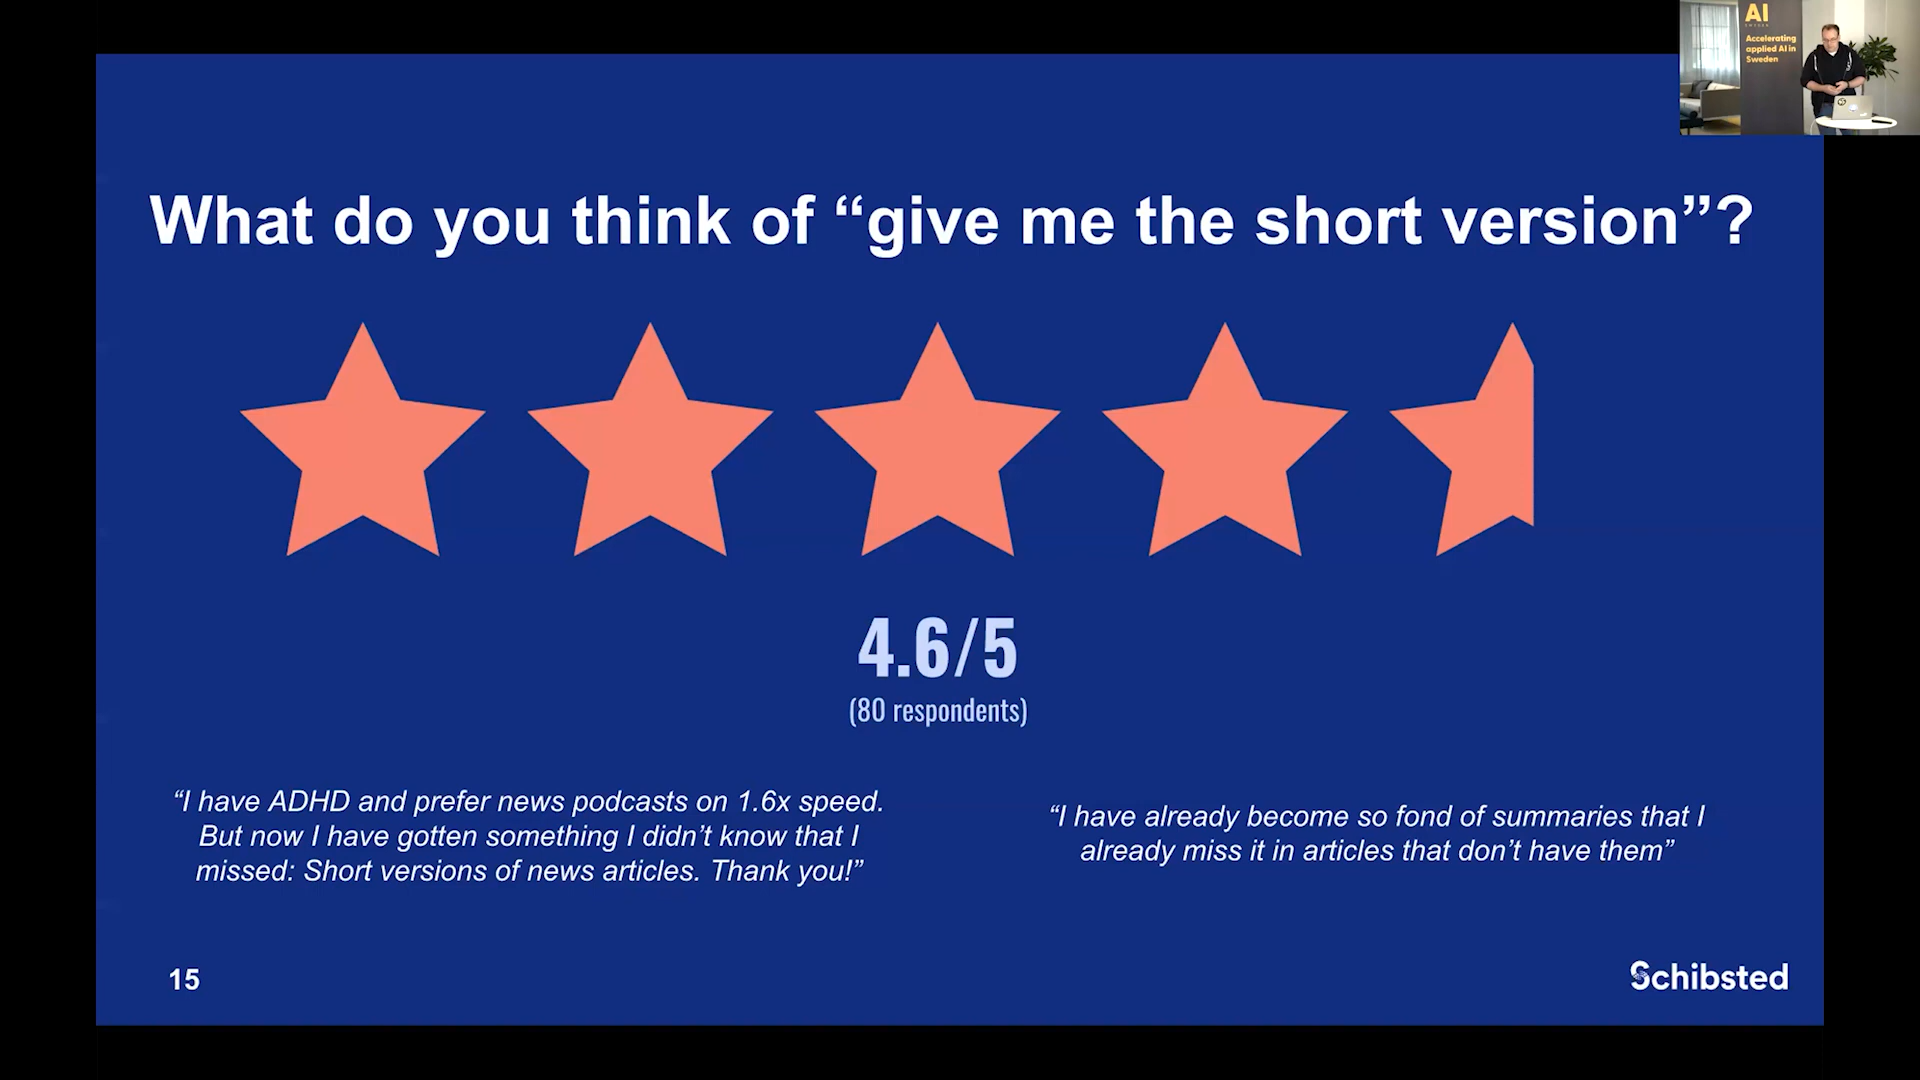 AI
Accelerating
applied AI in
Sweden
What do you think of “give me the short version”?
4.6/5
(80 respondents)
“I have ADHD and prefer news podcasts on 1.6x speed.
But now I have gotten something I didn’t know that I
missed: Short versions of news articles. Thank you!”
“I have already become so fond of summaries that I
already miss it in articles that don’t have them”
15
Schibsted